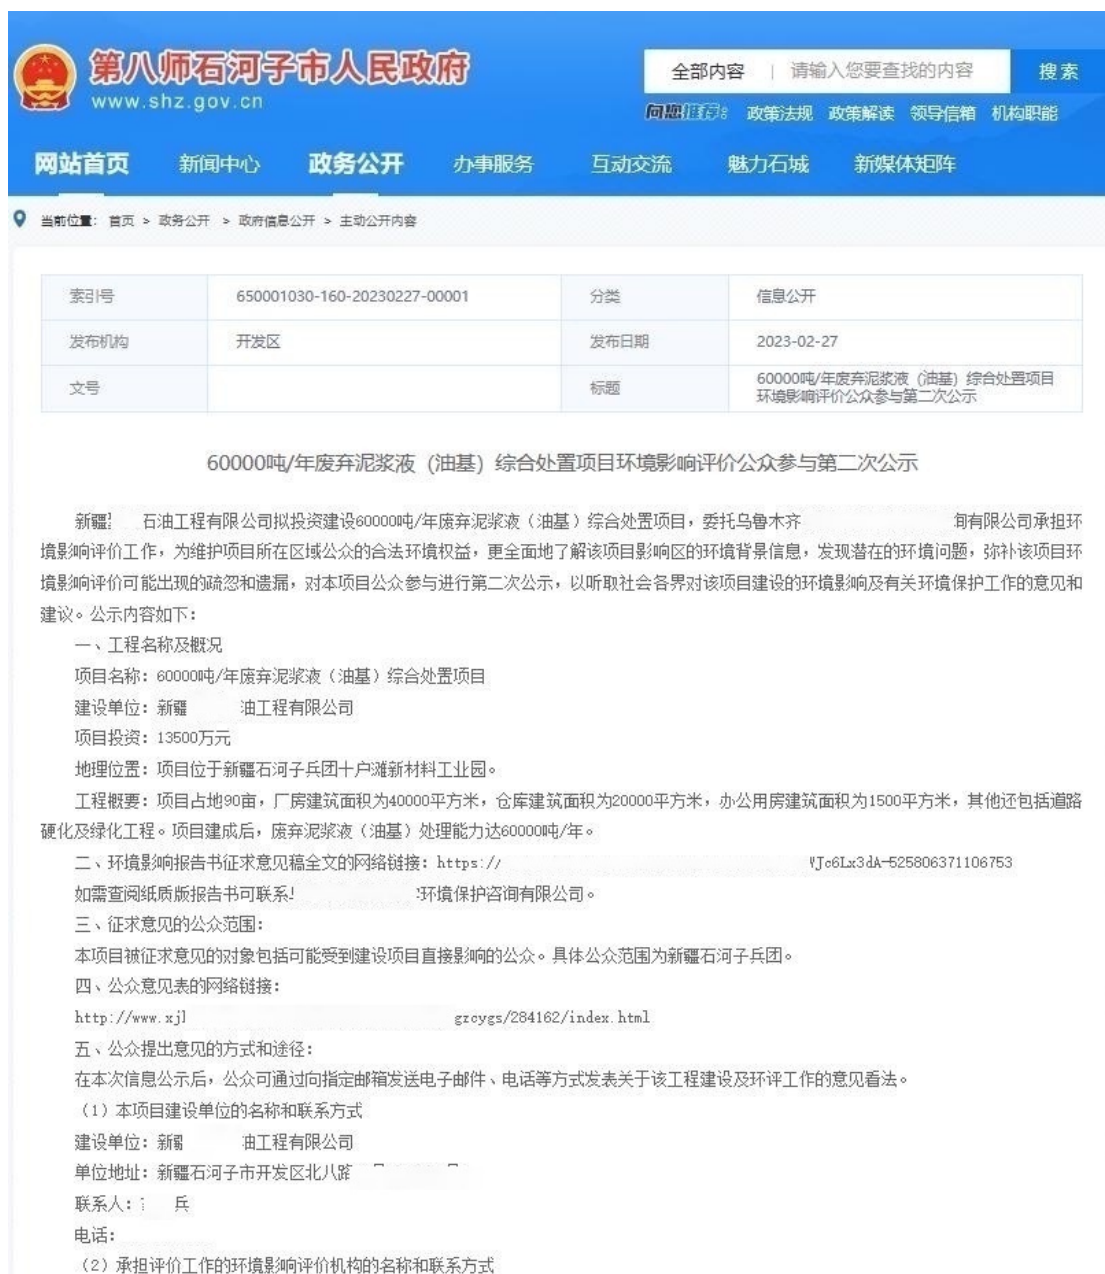 第八师石河子市人民政府
www.shz.gov.cn
全部内容 | 请输入您要查找的内容 搜索
问您推荐: 政策法规 政策解读 领导信箱 机构职能
网站首页 新闻中心 政务公开 办事服务 互动交流 魅力石城 新媒体矩阵
当前位置: 首页 > 政务公开 > 政府信息公开 > 主动公开内容
索引号 650001030-160-20230227-00001 分类 信息公开
发布机构 开发区 发布日期 2023-02-27
文号 标题 60000吨/年废弃泥浆液（油基）综合处置项目
环境影响评价公众参与第二次公示
60000吨/年废弃泥浆液（油基）综合处置项目环境影响评价公众参与第二次公示
新疆 石油工程有限公司拟投资建设60000吨/年废弃泥浆液（油基）综合处置项目，委托乌鲁木齐 有限公司承担环
境影响评价工作，为维护项目所在区域公众的合法环境权益，更全面地了解该项目影响区的环境背景信息，发现潜在的环境问题，弥补该项目环
境影响评价可能出现的疏忽和遗漏，对本项目公众参与进行第二次公示，以听取社会各界对该项目建设的环境影响及有关环境保护工作的意见和
建议。公示内容如下：
一、工程名称及概况
项目名称：60000吨/年废弃泥浆液（油基）综合处置项目
建设单位：新疆 油工程有限公司
项目投资：13500万元
地理位置：项目位于新疆石河子兵团十户滩新材料工业园。
工程概要：项目占地90亩，厂房建筑面积为40000平方米，仓库建筑面积为20000平方米，办公用房建筑面积为1500平方米，其他还包括道路
硬化及绿化工程。项目建成后，废弃泥浆液（油基）处理能力达60000吨/年。
二、环境影响报告书征求意见稿全文的网络链接：https:// Jc6Lx3dA-525806371106753
如需查阅纸质版报告书可联系 环境保护咨询有限公司。
三、征求意见的公众范围：
本项目被征求意见的对象包括可能受到建设项目直接影响的公众。具体公众范围为新疆石河子兵团。
四、公众意见表的网络链接：
http://www.xj gzcygs/284162/index.html
五、公众提出意见的方式和途径：
在本次信息公示后，公众可通过向指定邮箱发送电子邮件、电话等方式发表关于该工程建设及环评工作的意见看法。
（1）本项目建设单位的名称和联系方式
建设单位：新疆 油工程有限公司
单位地址：新疆石河子市开发区北八路
联系人： 兵
电话：
（2）承担评价工作的环境影响评价机构的名称和联系方式